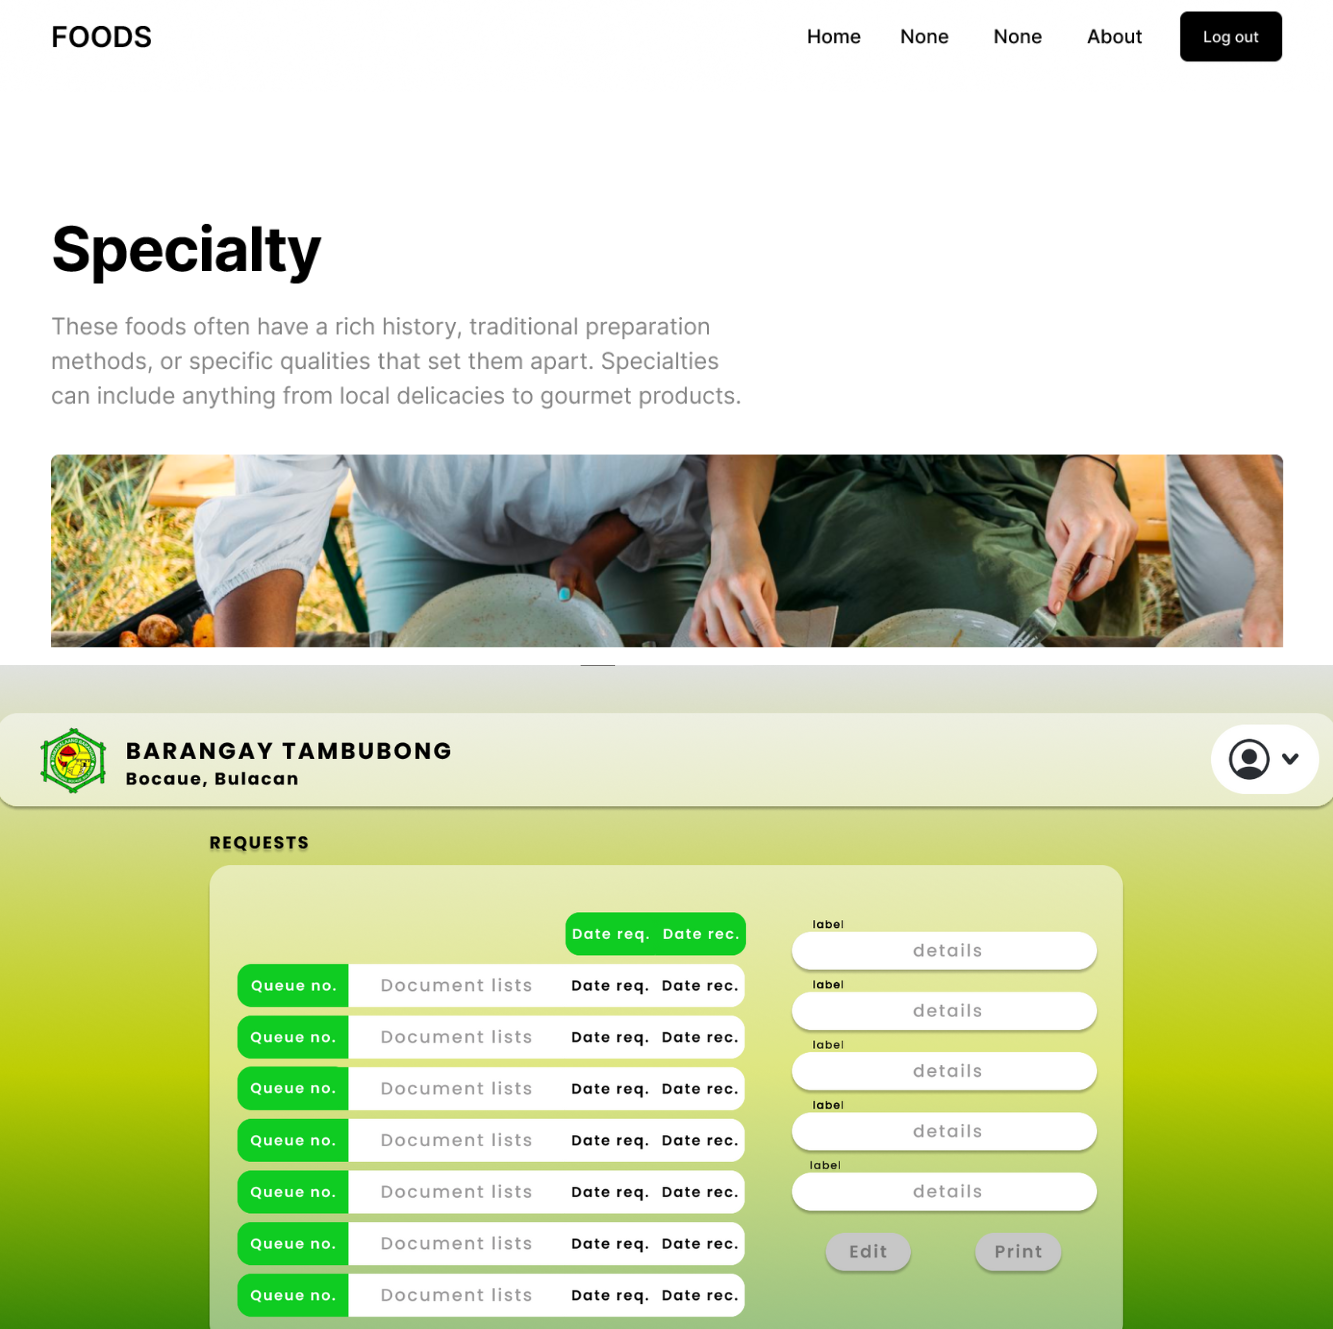 FOODS
Home None None About Log out
Specialty
These foods often have a rich history, traditional preparation
methods, or specific qualities that set them apart. Specialties
can include anything from local delicacies to gourmet products.
BARANGAY TAMBUBONG
Bocaue, Bulacan
REQUESTS
Date req. Date rec.
Queue no. Document lists Date req. Date rec.
Queue no. Document lists Date req. Date rec.
Queue no. Document lists Date req. Date rec.
Queue no. Document lists Date req. Date rec.
Queue no. Document lists Date req. Date rec.
Queue no. Document lists Date req. Date rec.
Queue no. Document lists Date req. Date rec.
label
details
label
details
label
details
label
details
label
details
Edit Print